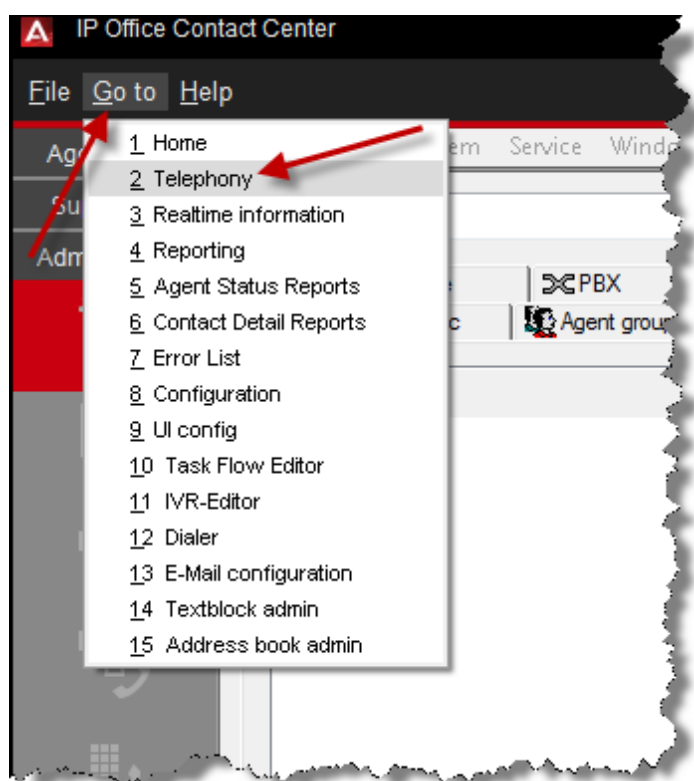 IP Office Contact Center
File Go to Help
1 Home
2 Telephony
3 Realtime information
4 Reporting
5 Agent Status Reports
6 Contact Detail Reports
7 Error List
8 Configuration
9 UI config
10 Task Flow Editor
11 IVR-Editor
12 Dialer
13 E-Mail configuration
14 Textblock admin
15 Address book admin
Service
PBX
Agent group